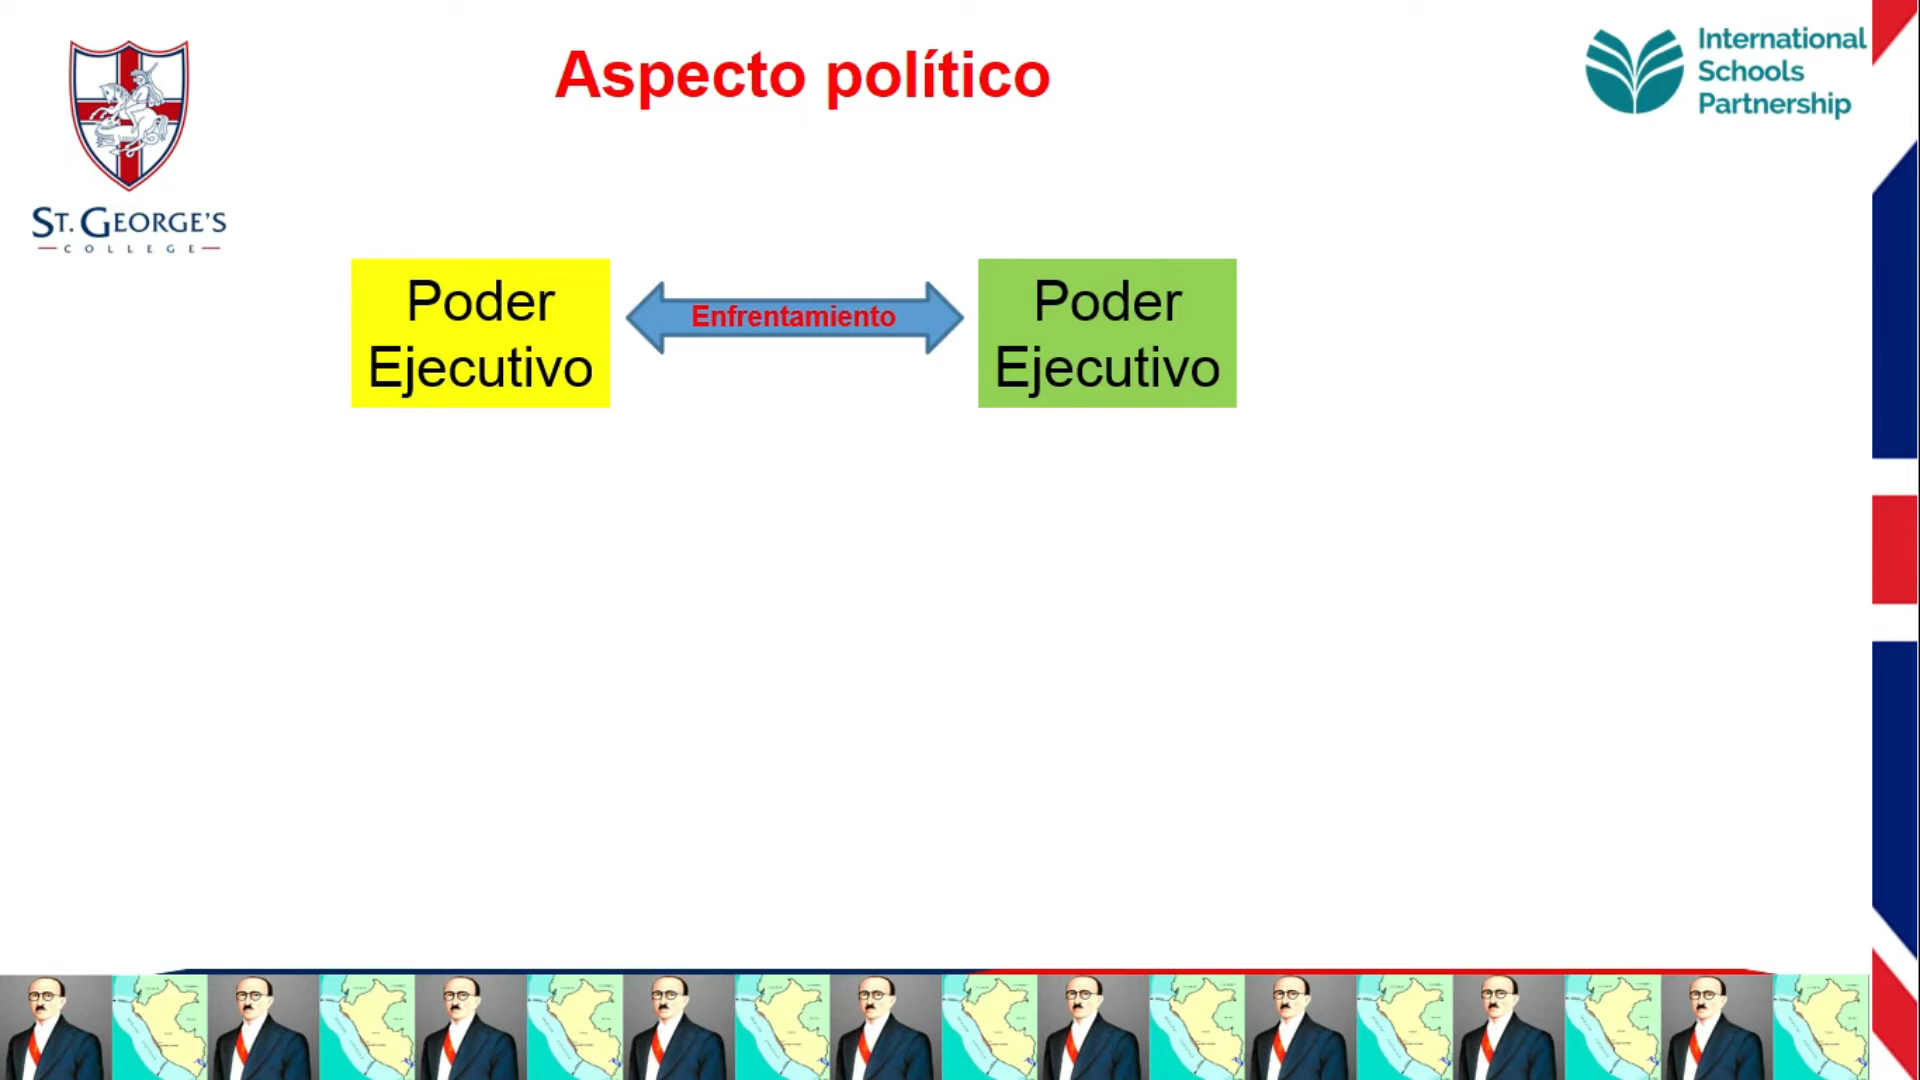 Aspecto político
International
Schools
Partnership
ST. GEORGE'S
COLLEGE
Poder
Ejecutivo
Enfrentamiento
Poder
Ejecutivo